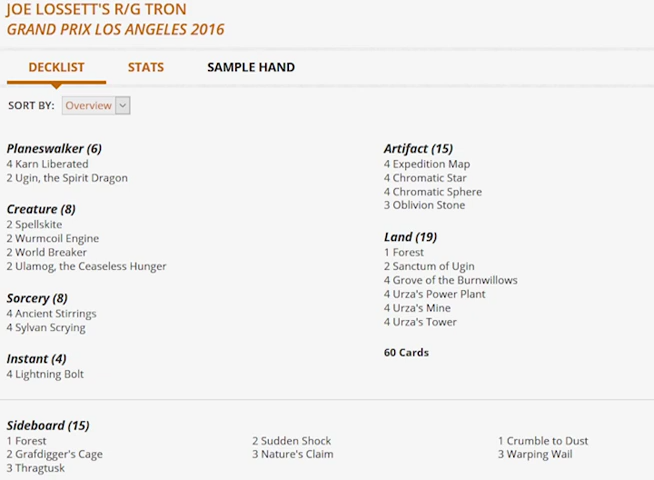 JOE LOSSETT'S R/G TRON
GRAND PRIX LOS ANGELES 2016
DECKLIST STATS SAMPLE HAND
SORT BY: Overview
Planeswalker (6)
4 Karn Liberated
2 Ugin, the Spirit Dragon
Creature (8)
2 Spellskite
2 Wurmcoil Engine
2 World Breaker
2 Ulamog, the Ceaseless Hunger
Sorcery (8)
4 Ancient Stirrings
4 Sylvan Scrying
Instant (4)
4 Lightning Bolt
Artifact (15)
4 Expedition Map
4 Chromatic Star
4 Chromatic Sphere
3 Oblivion Stone
Land (19)
1 Forest
2 Sanctum of Ugin
4 Grove of the Burnwillows
4 Urza's Power Plant
4 Urza's Mine
4 Urza's Tower
60 Cards
Sideboard (15)
1 Forest
2 Grafdigger's Cage
3 Thragtusk
2 Sudden Shock
3 Nature's Claim
1 Crumble to Dust
3 Warping Wail